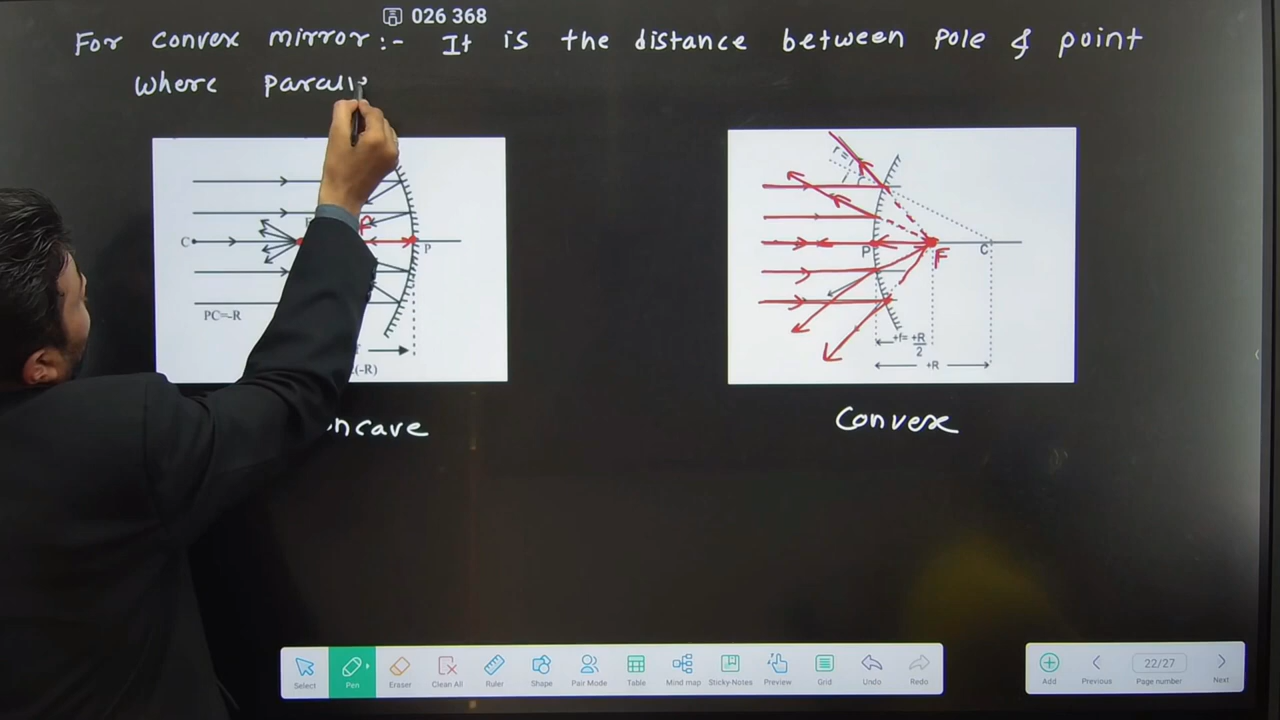 026 368
For convex mirror :- It is the distance between Pole & point
where parall
C
F
P
PC=-R
(-R)
ncave
r =
P
F
C
+f= +R
2
+R
Convex
Select
Pen
Eraser
Clean All
Ruler
Shape
Pair Mode
Table
Mind map
Sticky-Notes
Preview
Grid
Undo
Redo
Add
Previous
22/27
Page number
Next